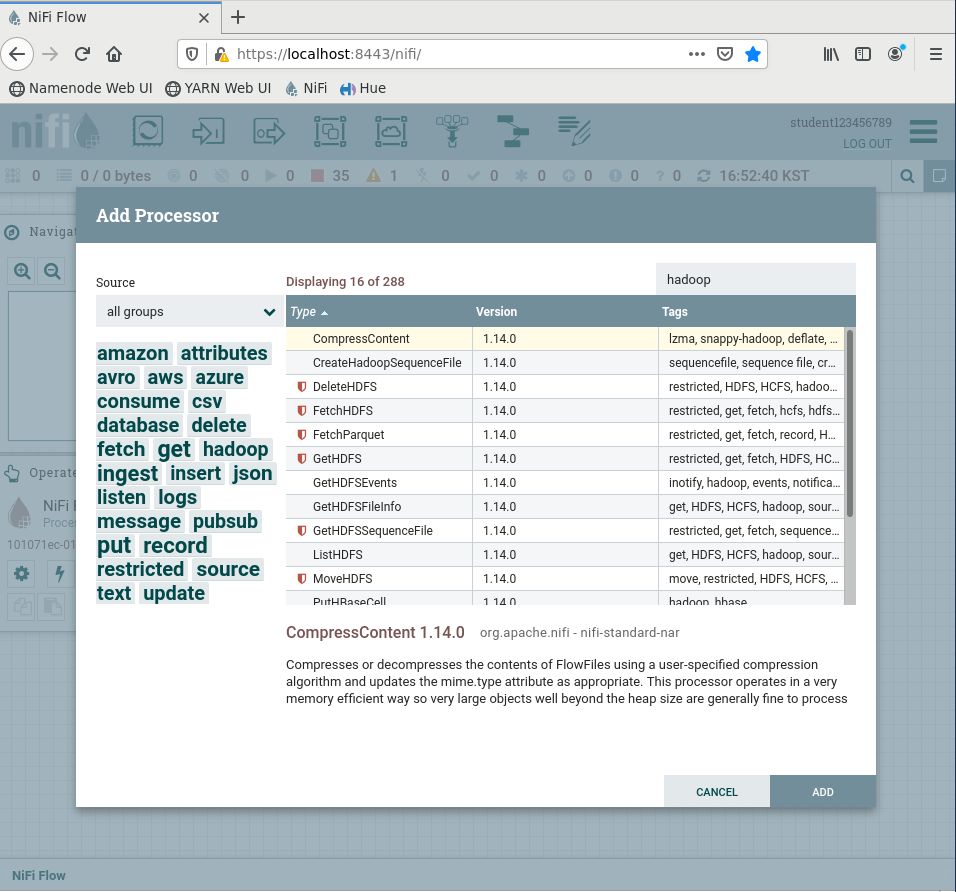 NiFi Flow
https://localhost:8443/nifi/
Namenode Web UI YARN Web UI NiFi Hue
nifi
student123456789
LOG OUT
0 0 / 0 bytes 0 0 0 35 1 0 0 0 0 0 0 16:52:40 KST
Add Processor
Source
all groups
amazon attributes
avro aws azure
consume csv
database delete
fetch get hadoop
ingest insert json
listen logs
message pubsub
put record
restricted source
text update
Displaying 16 of 288
hadoop
Type Version Tags
CompressContent 1.14.0 lzma, snappy-hadoop, deflate, ...
CreateHadoopSequenceFile 1.14.0 sequencefile, sequence file, cr...
DeleteHDFS 1.14.0 restricted, HDFS, HCFS, hadoo...
FetchHDFS 1.14.0 restricted, get, fetch, hcfs, hdfs...
FetchParquet 1.14.0 restricted, get, fetch, record, H...
GetHDFS 1.14.0 restricted, get, fetch, HDFS, HC...
GetHDFSEvents 1.14.0 inotify, hadoop, events, notifica...
GetHDFSFileInfo 1.14.0 get, HDFS, HCFS, hadoop, sour...
GetHDFSSequenceFile 1.14.0 restricted, get, fetch, sequence...
ListHDFS 1.14.0 get, HDFS, HCFS, hadoop, sour...
MoveHDFS 1.14.0 move, restricted, HDFS, HCFS, ...
PutHBaseCell 1.14.0 hadoop, hbase
CompressContent 1.14.0 org.apache.nifi - nifi-standard-nar
Compresses or decompresses the contents of FlowFiles using a user-specified compression
algorithm and updates the mime.type attribute as appropriate. This processor operates in a very
memory efficient way so very large objects well beyond the heap size are generally fine to process
CANCEL ADD
Naviga
Operate
NiFi
Proce
101071ec-01
NiFi Flow